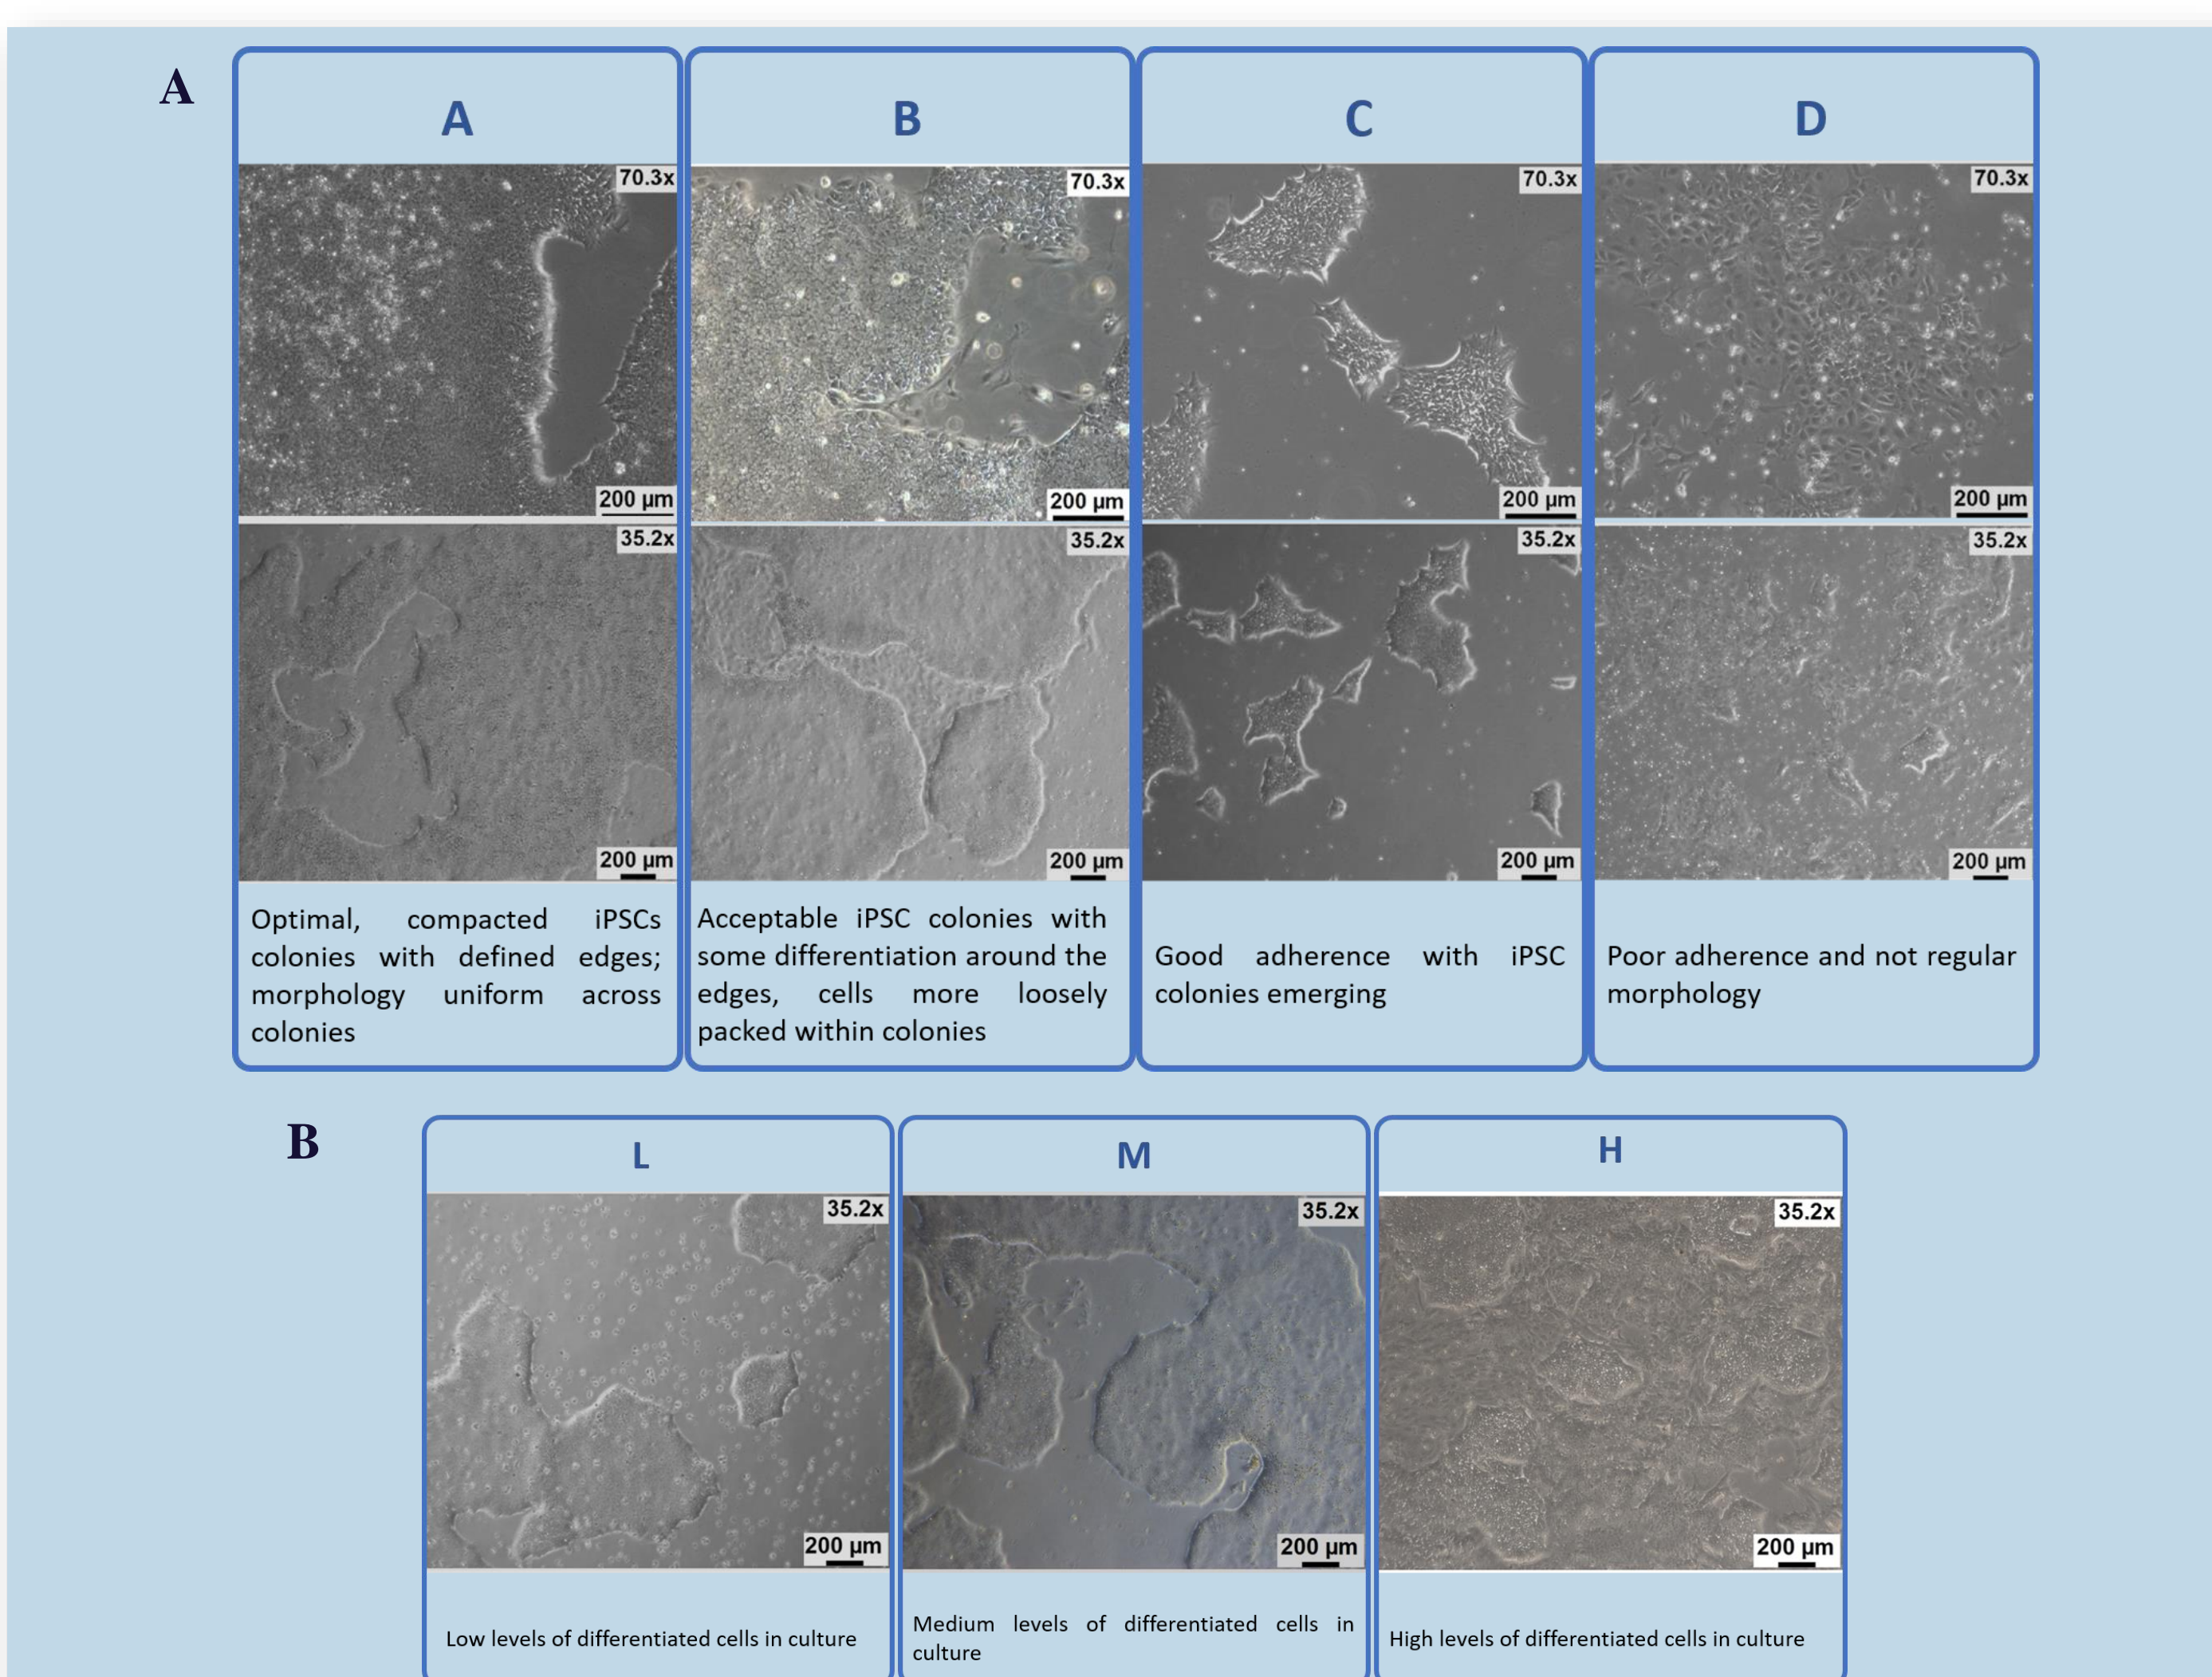 A
A
B
C
D
70.3x
70.3x
70.3x
70.3x
200 µm
200 µm
200 µm
200 µm
35.2x
35.2x
35.2x
35.2x
200 µm
200 µm
200 µm
200 µm
Optimal, compacted iPSCs
colonies with defined edges;
morphology uniform across
colonies
Acceptable iPSC colonies with
some differentiation around the
edges, cells more loosely
packed within colonies
Good adherence with iPSC
colonies emerging
Poor adherence and not regular
morphology
B
L
M
H
35.2x
35.2x
35.2x
200 µm
200 µm
200 µm
Low levels of differentiated cells in culture
Medium levels of differentiated cells in
culture
High levels of differentiated cells in culture